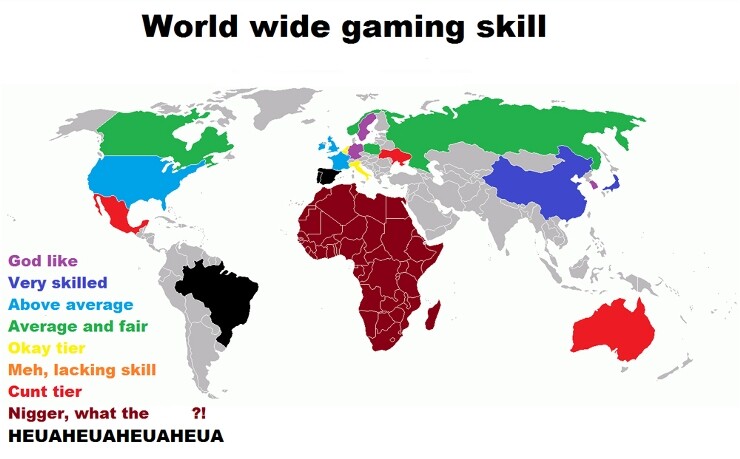 World wide gaming skill
God like
Very skilled
Above average
Average and fair
Okay tier
Meh, lacking skill
Cunt tier
Nigger, what the ?!
HEUAHEUAHEUAHEUA